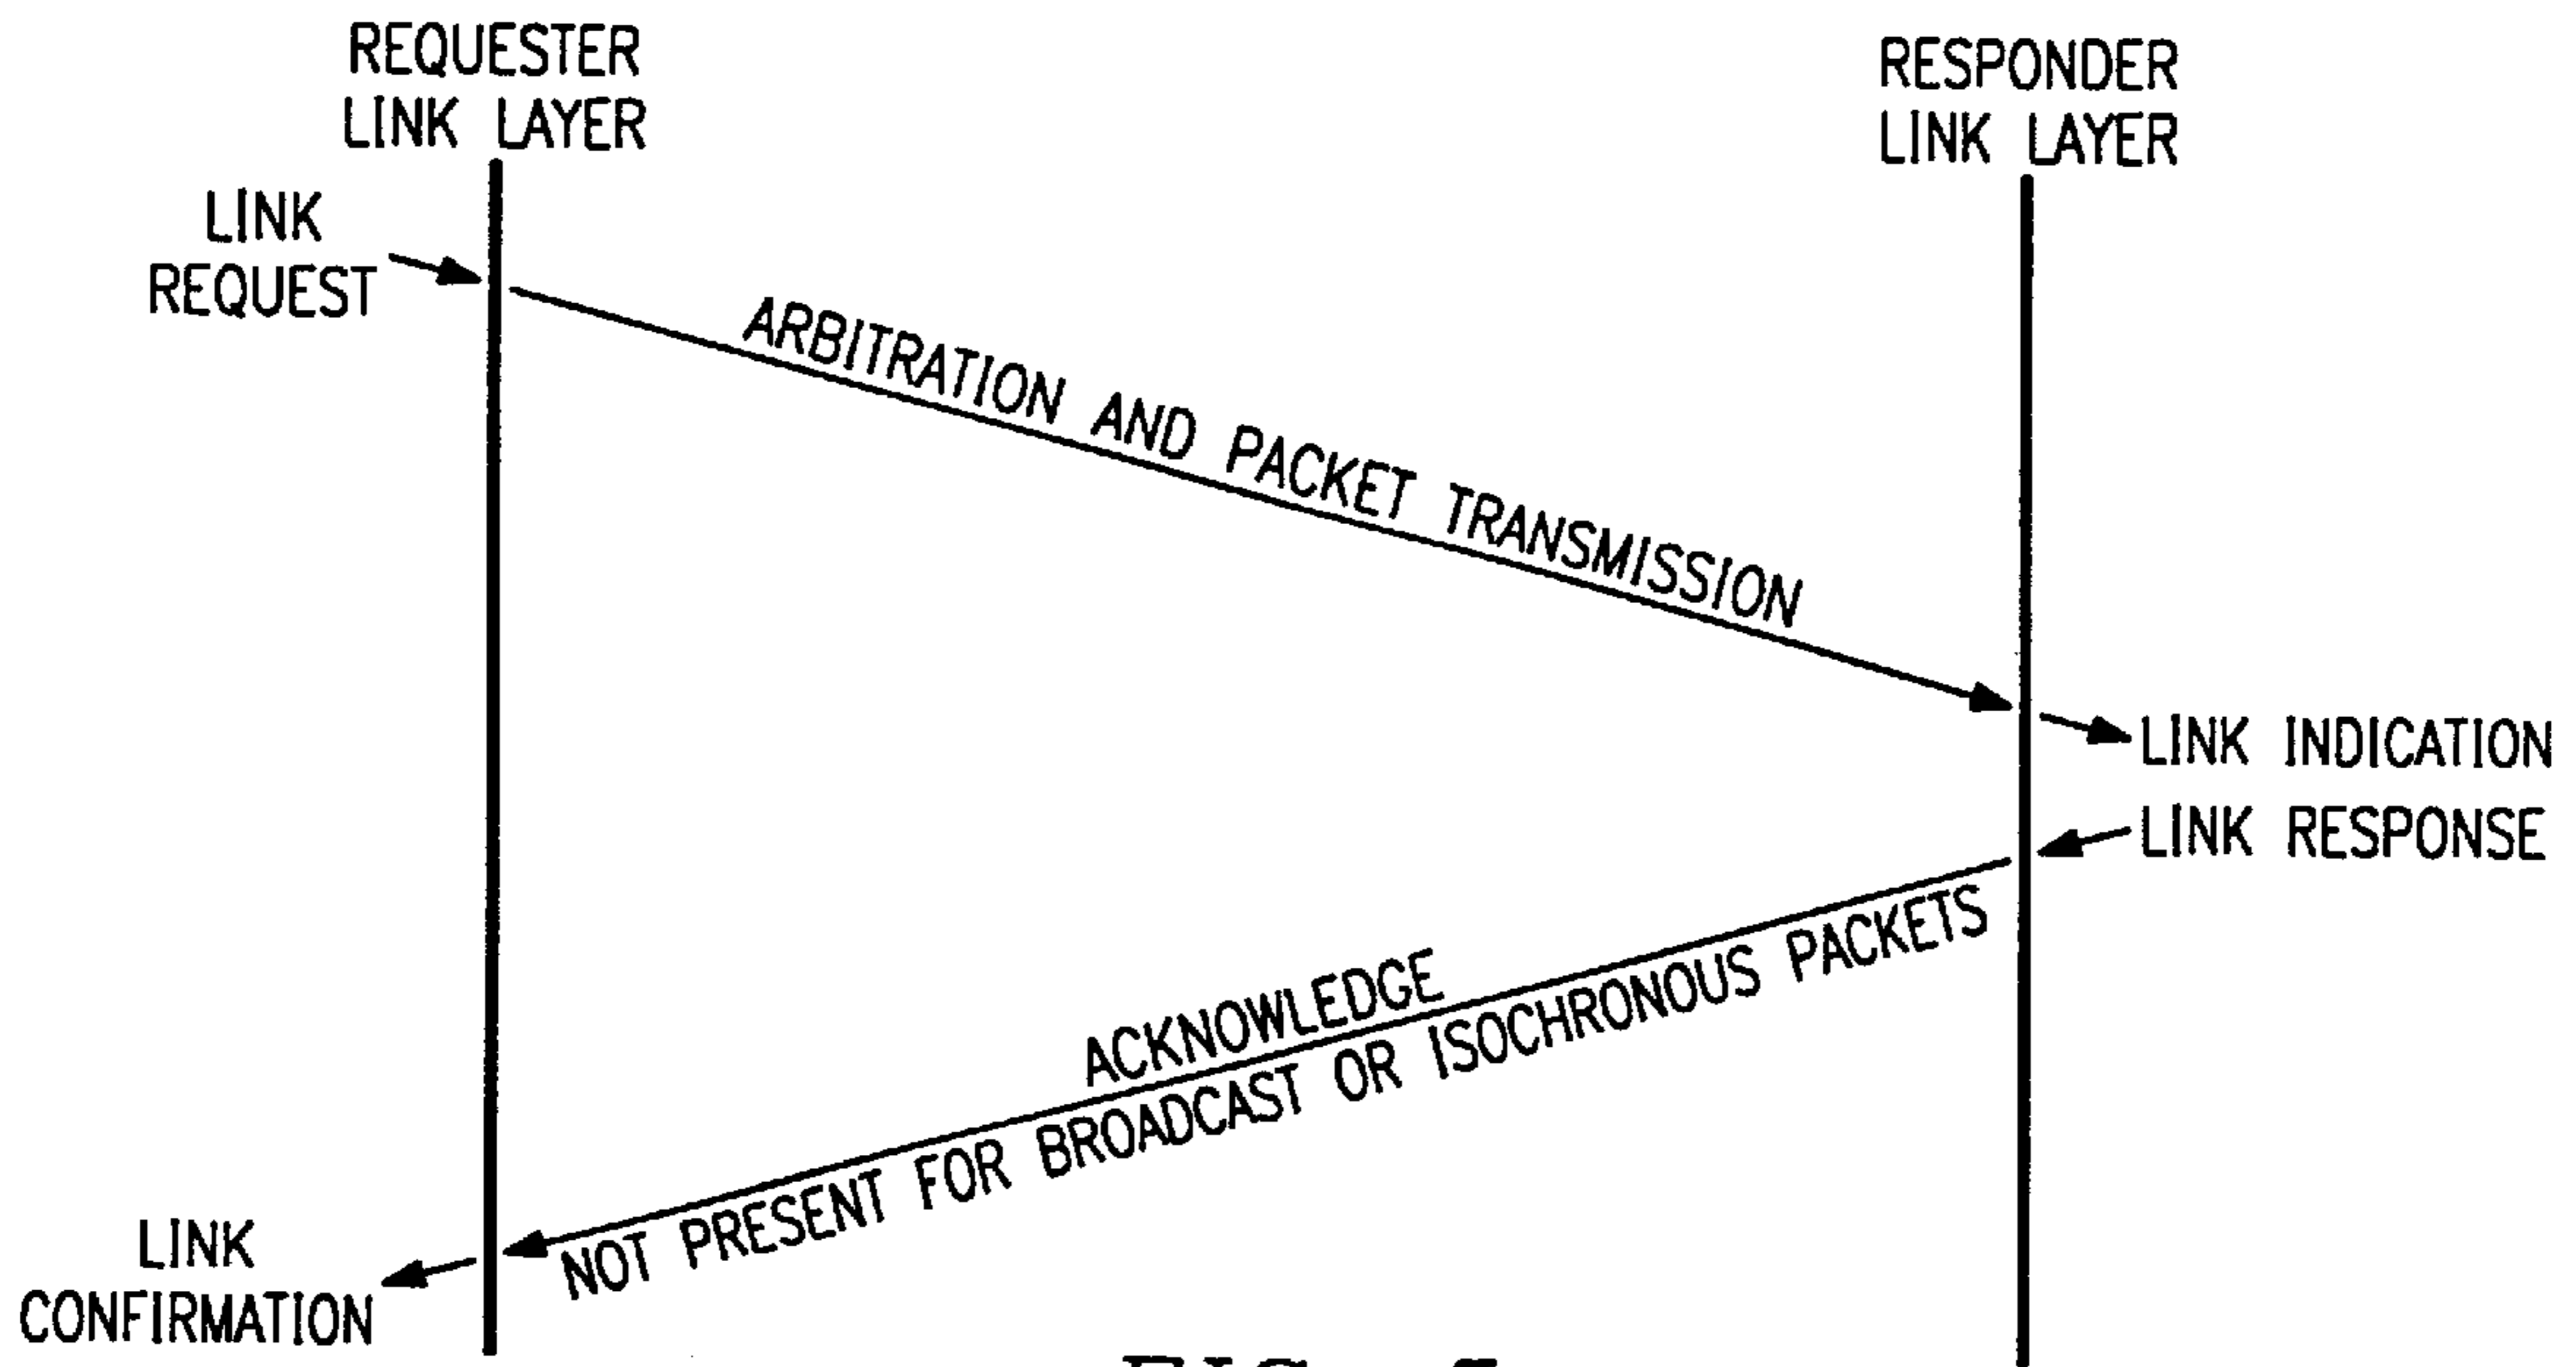 REQUESTER
LINK LAYER
RESPONDER
LINK LAYER
LINK
REQUEST
ARBITRATION AND PACKET TRANSMISSION
LINK INDICATION
LINK RESPONSE
ACKNOWLEDGE
NOT PRESENT FOR BROADCAST OR ISOCHRONOUS PACKETS
LINK
CONFIRMATION